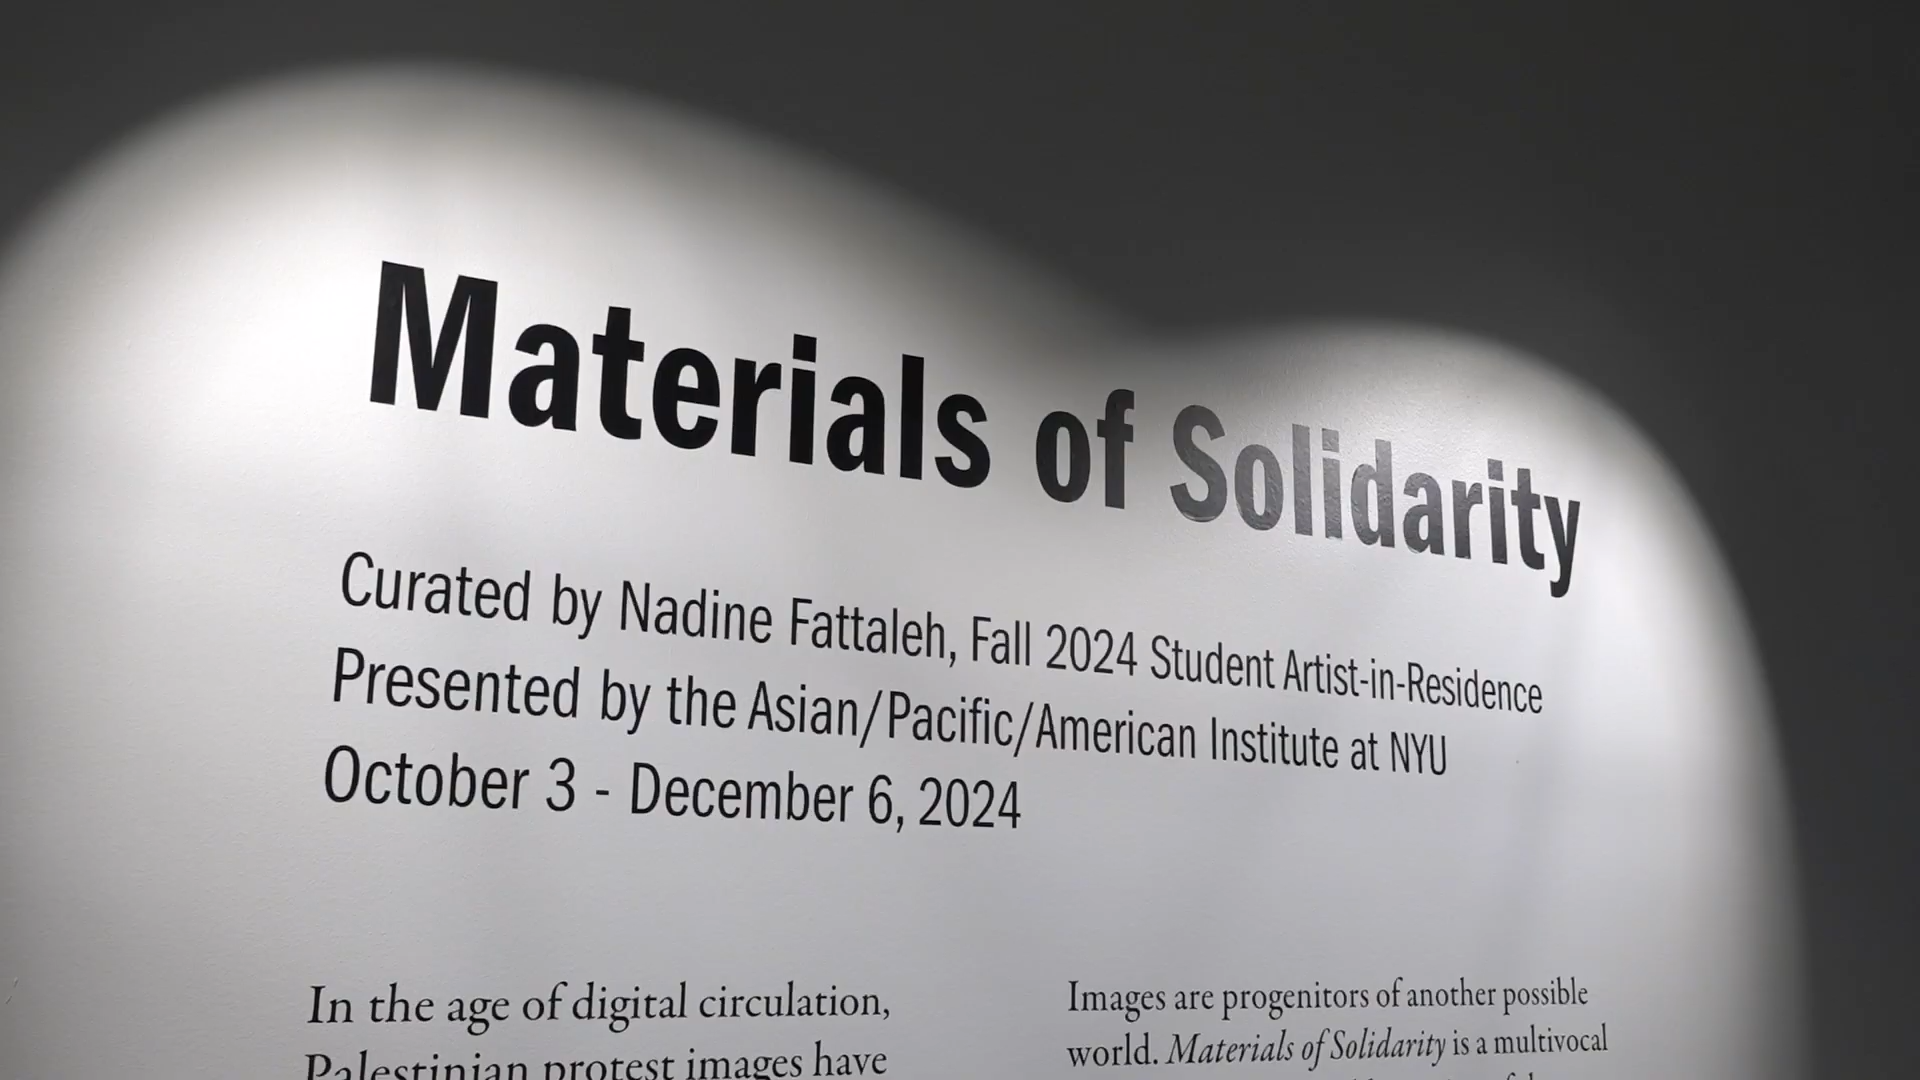 Materials of Solidarity
Curated by Nadine Fattaleh, Fall 2024 Student Artist-in-Residence
Presented by the Asian/Pacific/American Institute at NYU
October 3 - December 6, 2024
In the age of digital circulation,
Palestinian protest images have
Images are progenitors of another possible
world. Materials of Solidarity is a multivocal